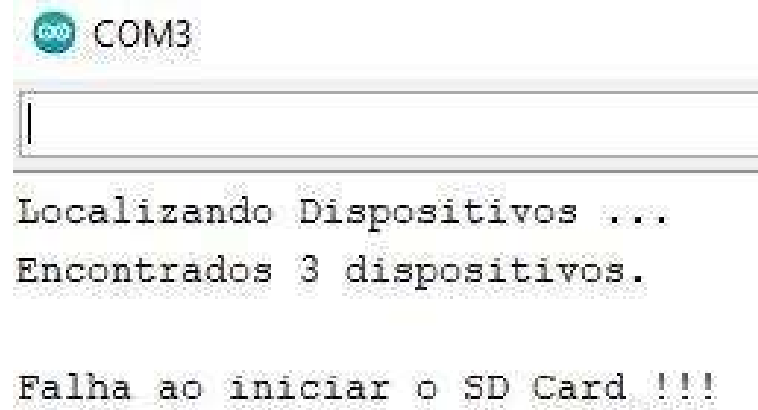 COM3
Localizando Dispositivos ...
Encontrados 3 dispositivos.
Falha ao iniciar o SD Card !!!